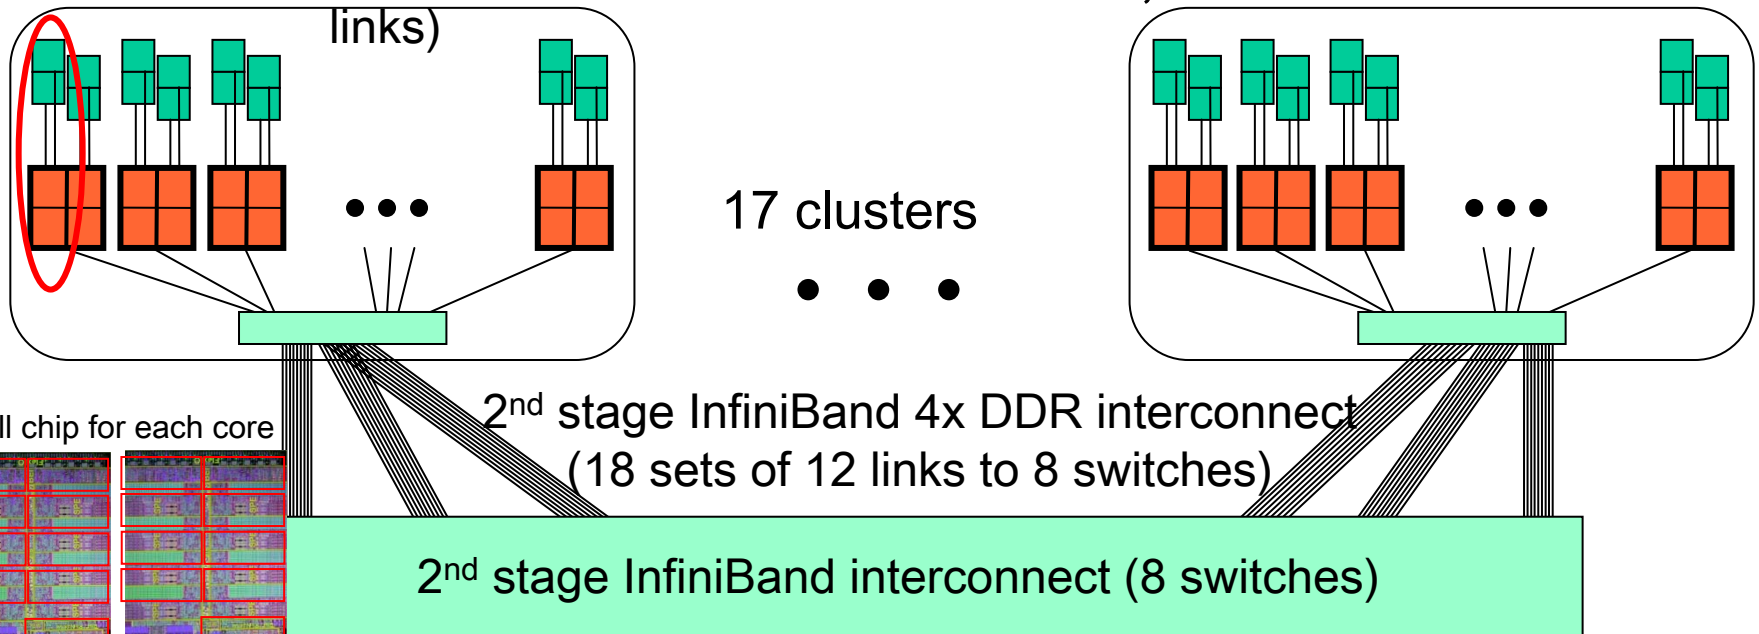 links)
17 clusters
2nd stage InfiniBand 4x DDR interconnect
ll chip for each core
(18 sets of 12 links to 8 switches)
2nd stage InfiniBand interconnect (8 switches)